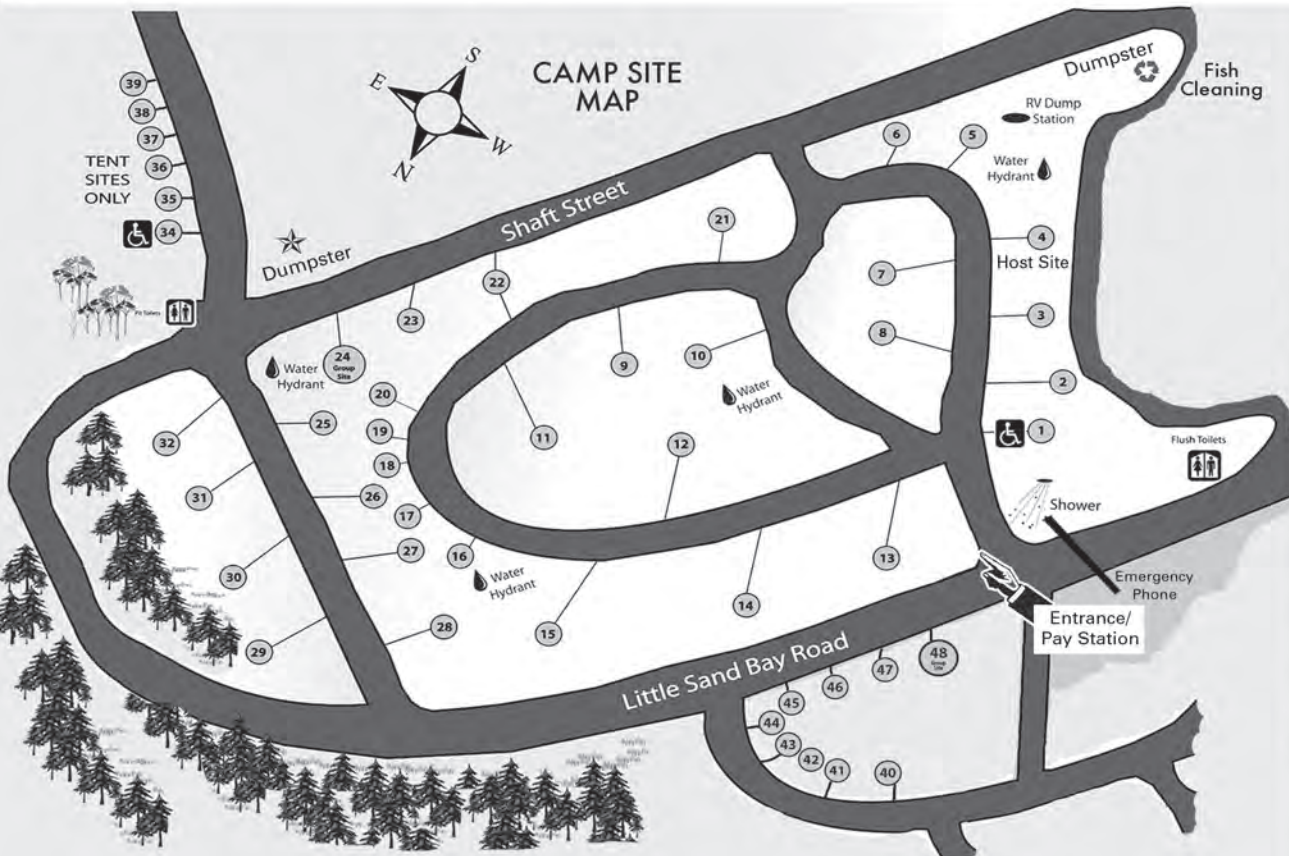 CAMP SITE
MAP
S
E
W
N
Dumpster
Fish
Cleaning
RV Dump
Station
Water
Hydrant
39
38
37
36
35
34
TENT
SITES
ONLY
Pit Toilets
Dumpster
Shaft Street
6
5
4
Host Site
3
2
1
7
8
21
22
23
24
Group
Site
Water
Hydrant
20
19
18
17
16
9
10
Water
Hydrant
11
12
25
26
27
28
32
31
30
29
Water
Hydrant
15
14
13
Flush Toilets
Shower
Emergency
Phone
Entrance/
Pay Station
Little Sand Bay Road
48
Group
Site
47
46
45
44
43
42
41
40